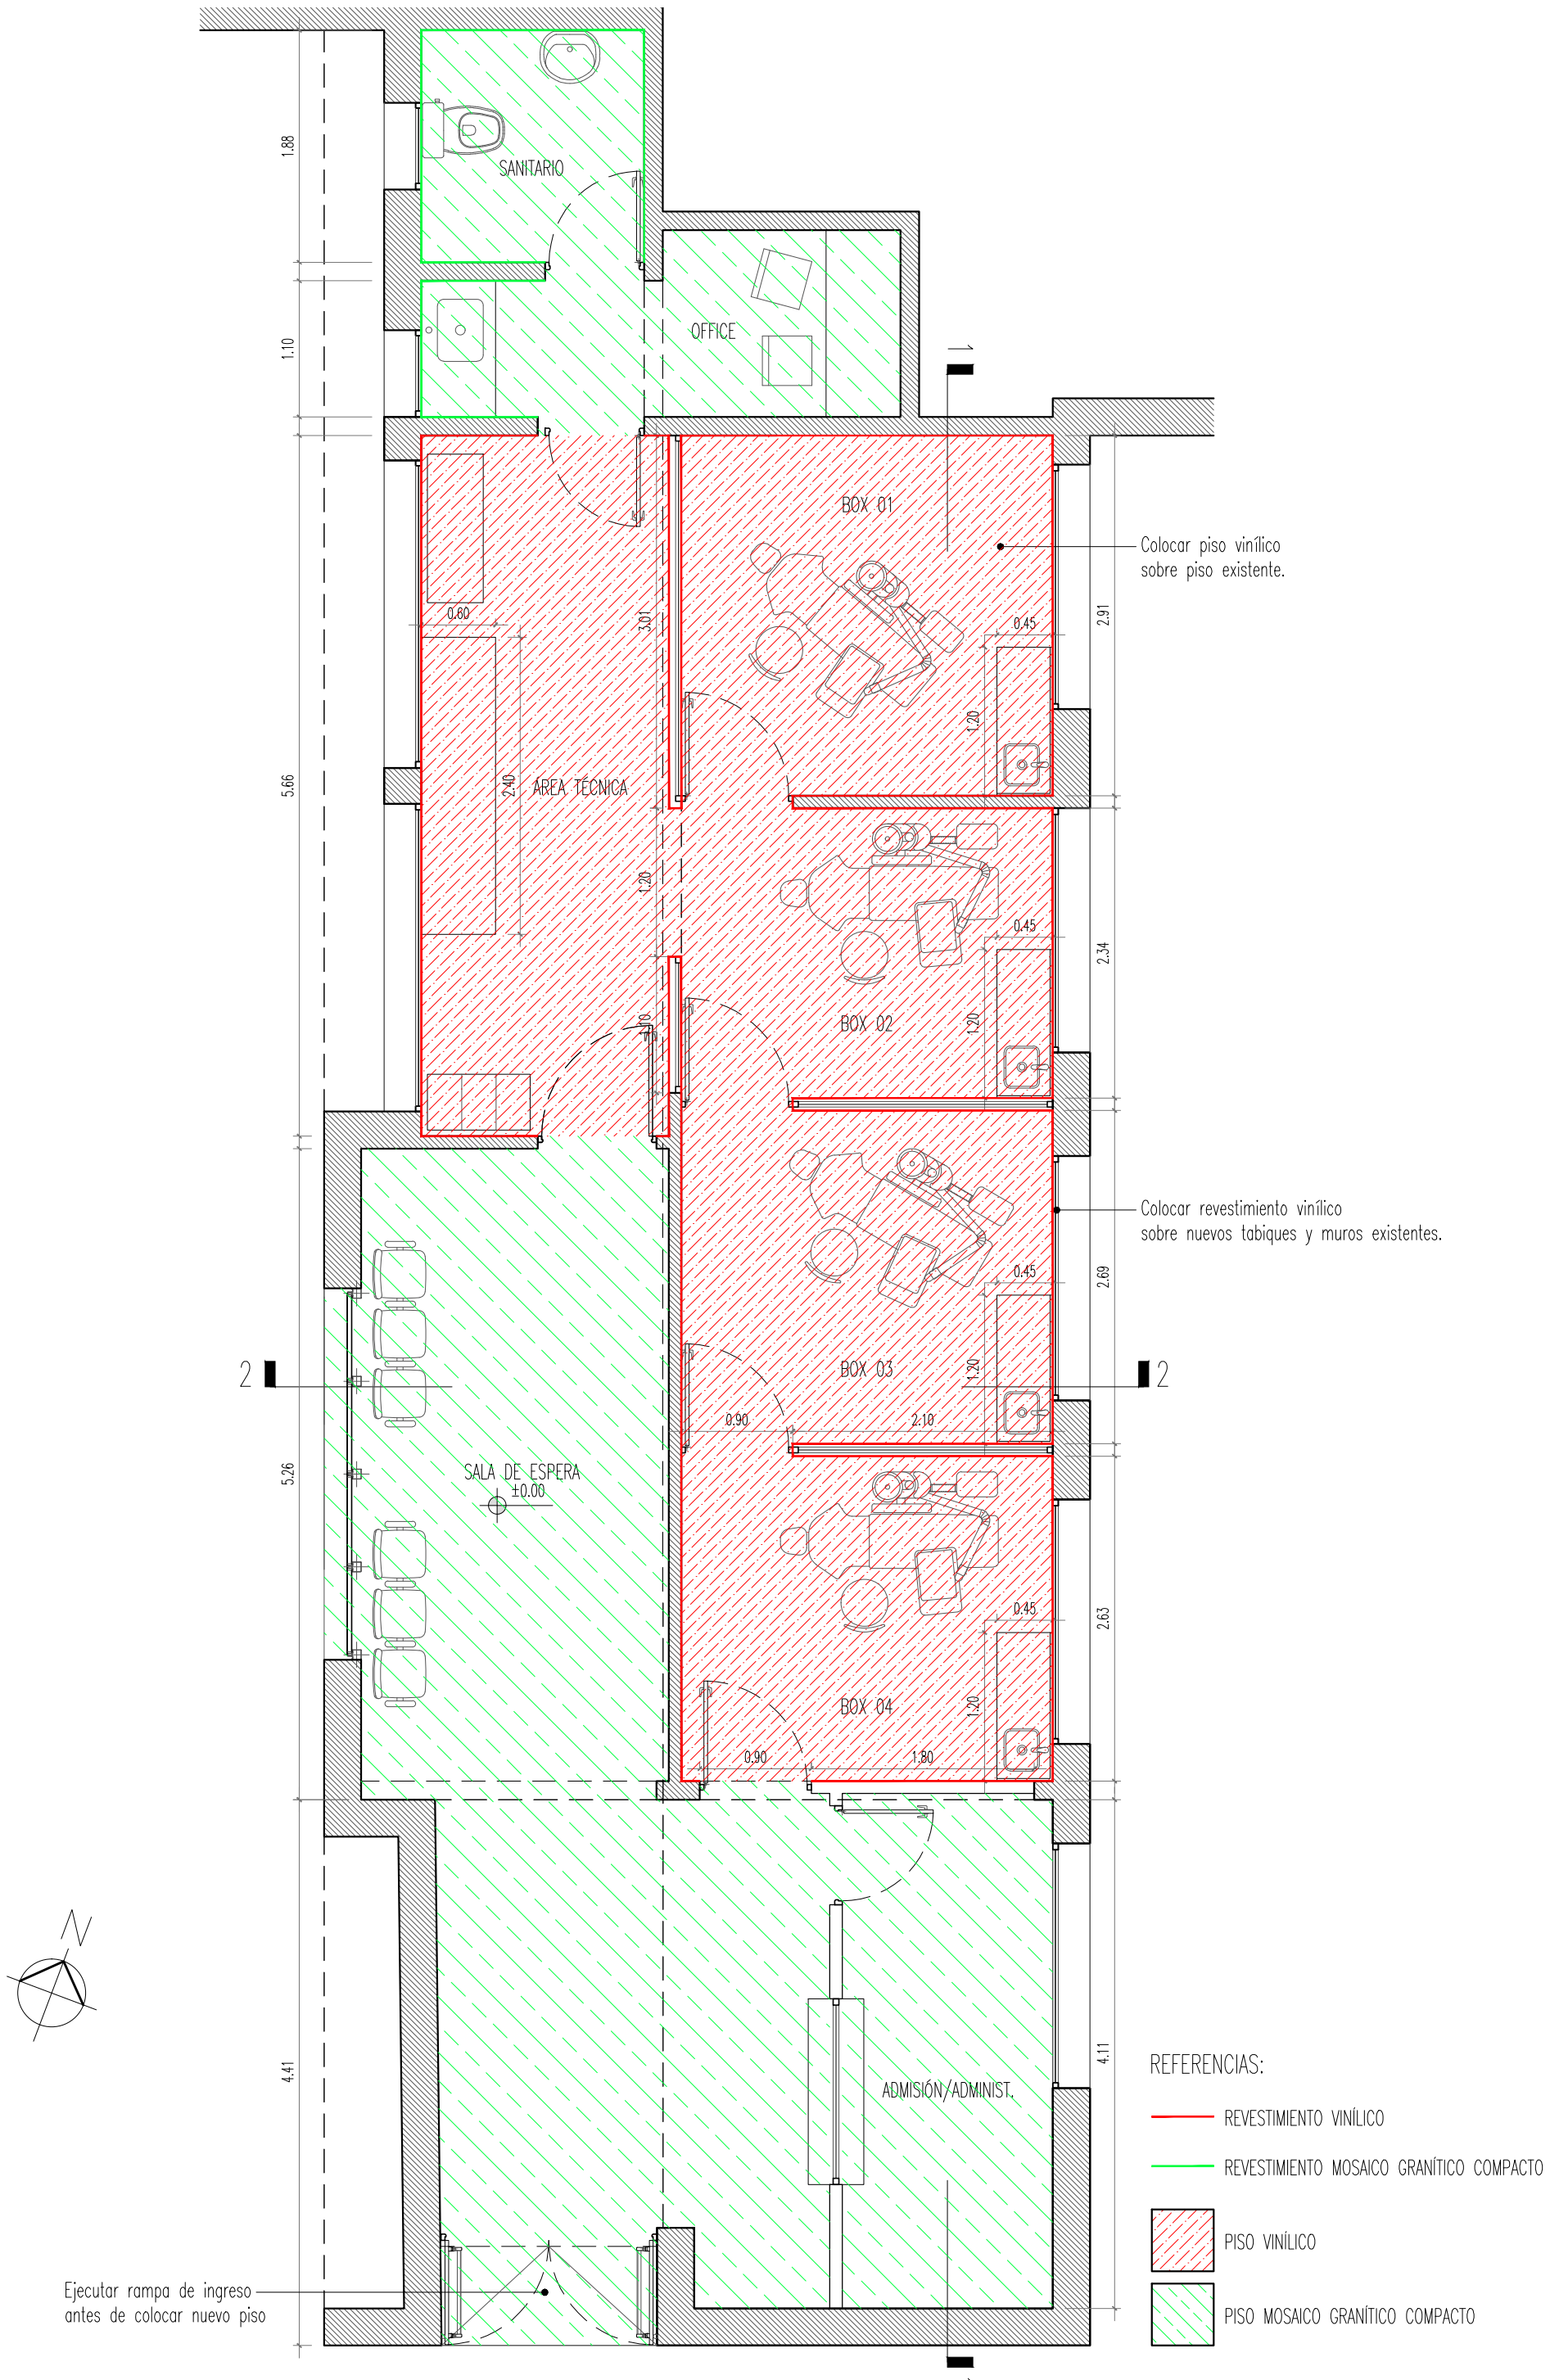 1.88
SANITARIO
1.10
OFFICE
1
BOX 01
Colocar piso vinílico
sobre piso existente.
0.60
3.01
0.45
2.91
1.20
5.66
2.40
ÁREA TÉCNICA
1.20
0.45
2.34
BOX 02
1.20
Colocar revestimiento vinílico
sobre nuevos tabiques y muros existentes.
0.45
2.69
2
BOX 03
1.20
2
0.90
2.10
5.26
SALA DE ESPERA
±0.00
0.45
2.63
BOX 04
1.20
0.90
1.80
N
4.41
4.11
ADMISIÓN/ADMINIST.
REFERENCIAS:
REVESTIMIENTO VINÍLICO
REVESTIMIENTO MOSAICO GRANÍTICO COMPACTO
PISO VINÍLICO
Ejecutar rampa de ingreso
antes de colocar nuevo piso
PISO MOSAICO GRANÍTICO COMPACTO